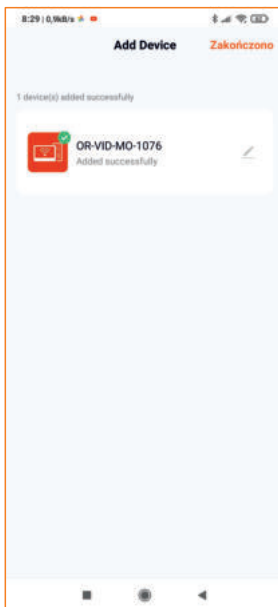 8:29 | 0,9kB/s
Add Device
Zakończono
1 device(s) added successfully
OR-VID-MO-1076
Added successfully